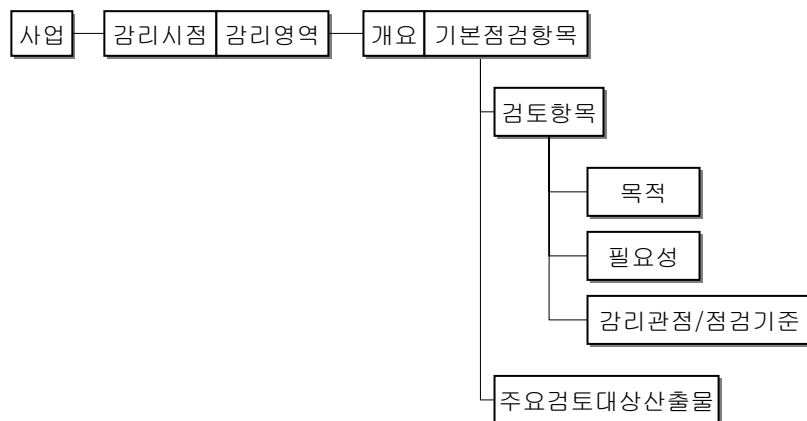 사업 감리시점 감리영역 개요 기본점검항목
검토항목
목적
필요성
감리관점/점검기준
주요검토대상산출물